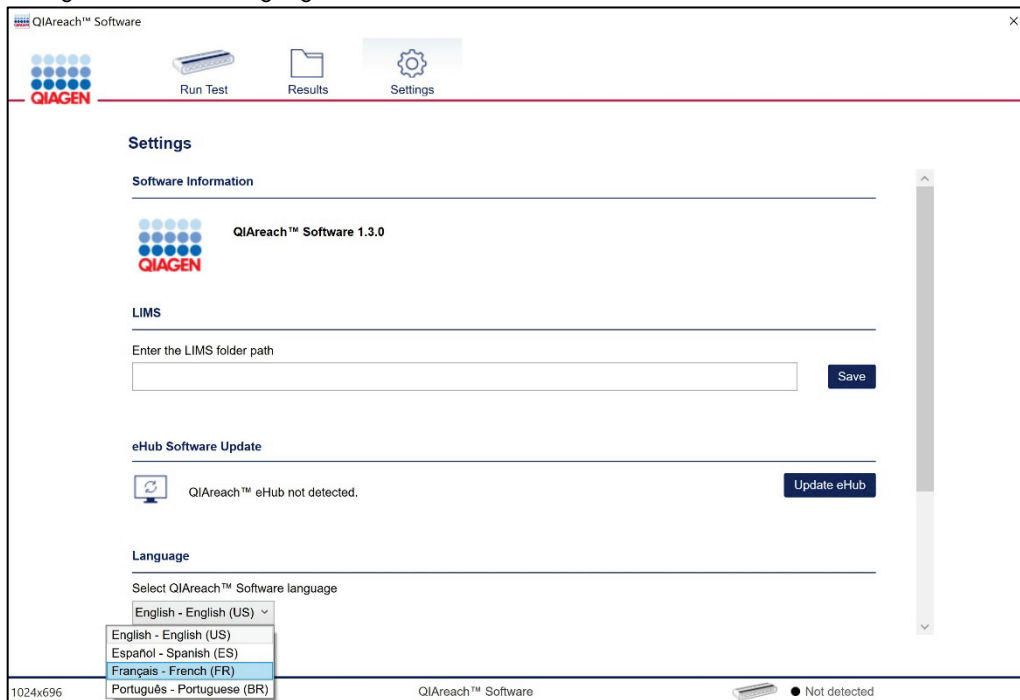 QIAreach™ Software
QIAGEN
Run Test
Results
Settings
Settings
Software Information
QIAGEN
QIAreach™ Software 1.3.0
LIMS
Enter the LIMS folder path
Save
eHub Software Update
QIAreach™ eHub not detected.
Update eHub
Language
Select QIAreach™ Software language
English - English (US)
English - English (US)
Español - Spanish (ES)
Français - French (FR)
Português - Portuguese (BR)
1024x696
QIAreach™ Software
Not detected